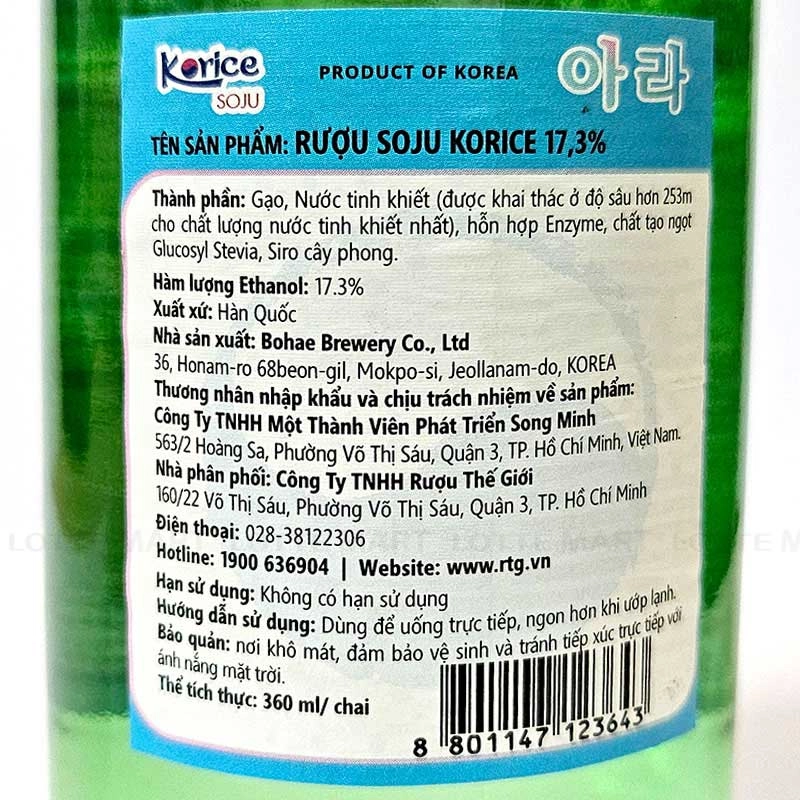 Korice
SOJU
PRODUCT OF KOREA
아라
TÊN SẢN PHẨM: RƯỢU SOJU KORICE 17,3%
Thành phần: Gạo, Nước tinh khiết (được khai thác ở độ sâu hơn 253m
cho chất lượng nước tinh khiết nhất), hỗn hợp Enzyme, chất tạo ngọt
Glucosyl Stevia, Siro cây phong.
Hàm lượng Ethanol: 17.3%
Xuất xứ: Hàn Quốc
Nhà sản xuất: Bohae Brewery Co., Ltd
36, Honam-ro 68beon-gil, Mokpo-si, Jeollanam-do, KOREA
Thương nhân nhập khẩu và chịu trách nhiệm về sản phẩm:
Công Ty TNHH Một Thành Viên Phát Triển Song Minh
563/2 Hoàng Sa, Phường Võ Thị Sáu, Quận 3, TP. Hồ Chí Minh, Việt Nam.
Nhà phân phối: Công Ty TNHH Rượu Thế Giới
160/22 Võ Thị Sáu, Phường Võ Thị Sáu, Quận 3, TP. Hồ Chí Minh
Điện thoại: 028-38122306
LOTTE MART LOTTE MART LOTTE M
Hotline: 1900 636904 | Website: www.rtg.vn
Hạn sử dụng: Không có hạn sử dụng
Hướng dẫn sử dụng: Dùng để uống trực tiếp, ngon hơn khi ướp lạnh.
Bảo quản: nơi khô mát, đảm bảo vệ sinh và tránh tiếp xúc trực tiếp với
ánh nắng mặt trời.
Thể tích thực: 360 ml/ chai
8 801147 123643